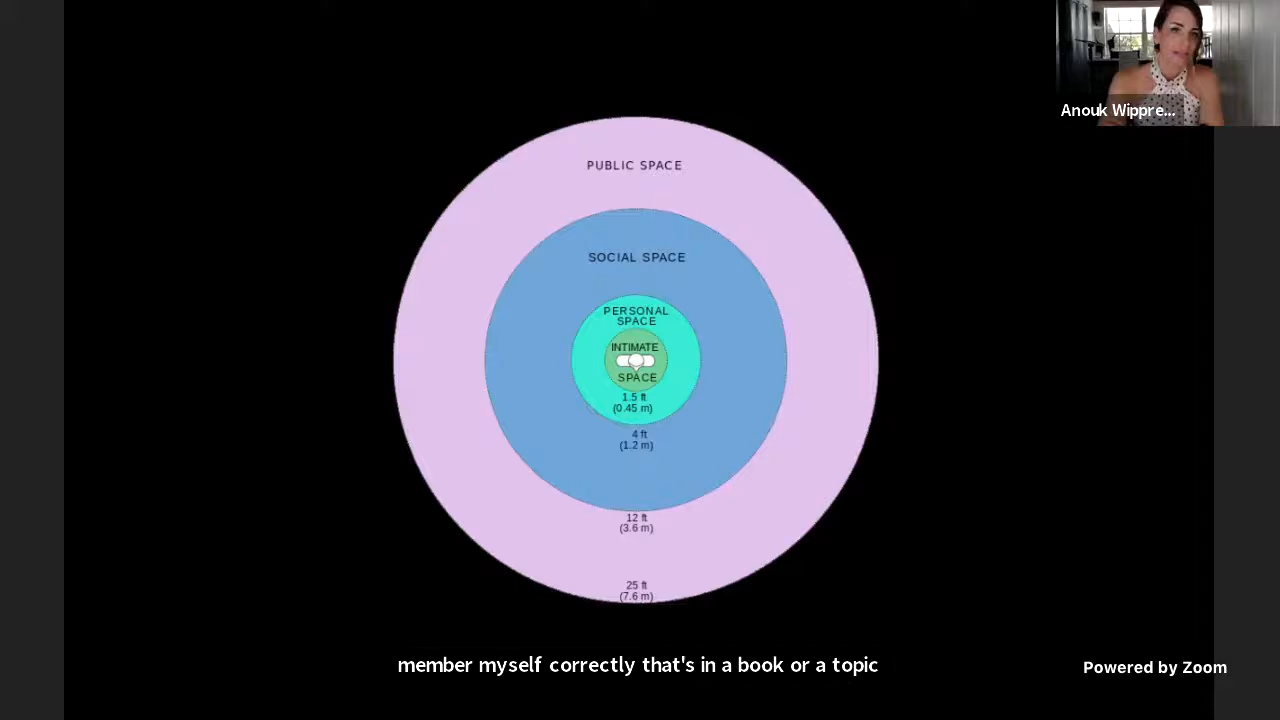 Anouk Wippre...
PUBLIC SPACE
SOCIAL SPACE
PERSONAL
SPACE
INTIMATE
SPACE
1.5 ft
(0.45 m)
4 ft
(1.2 m)
12 ft
(3.6 m)
25 ft
(7.6 m)
member myself correctly that's in a book or a topic
Powered by Zoom